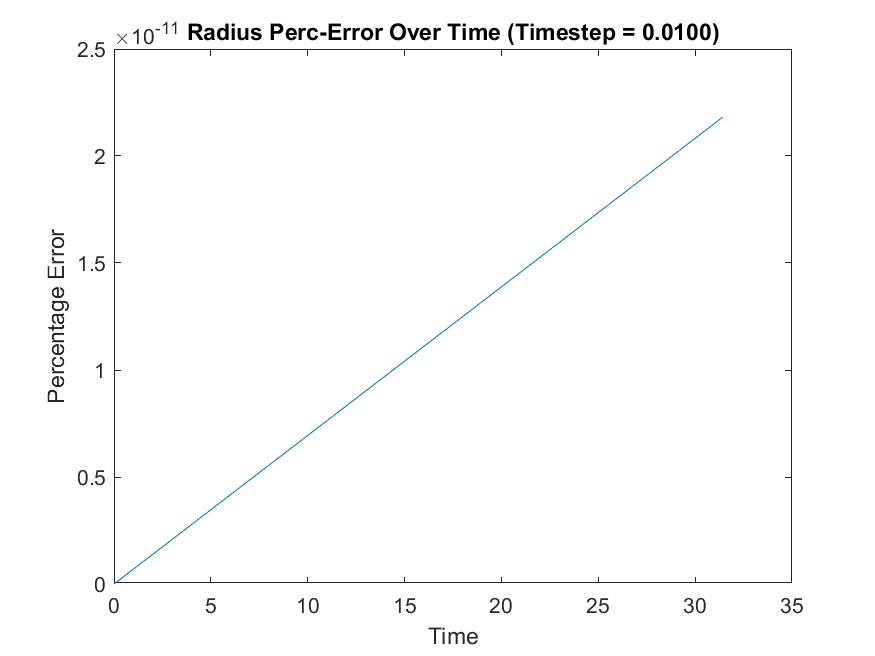 ×10⁻¹¹ Radius Perc-Error Over Time (Timestep = 0.0100)
2.5
2
1.5
1
0.5
0
Percentage Error
0 5 10 15 20 25 30 35
Time